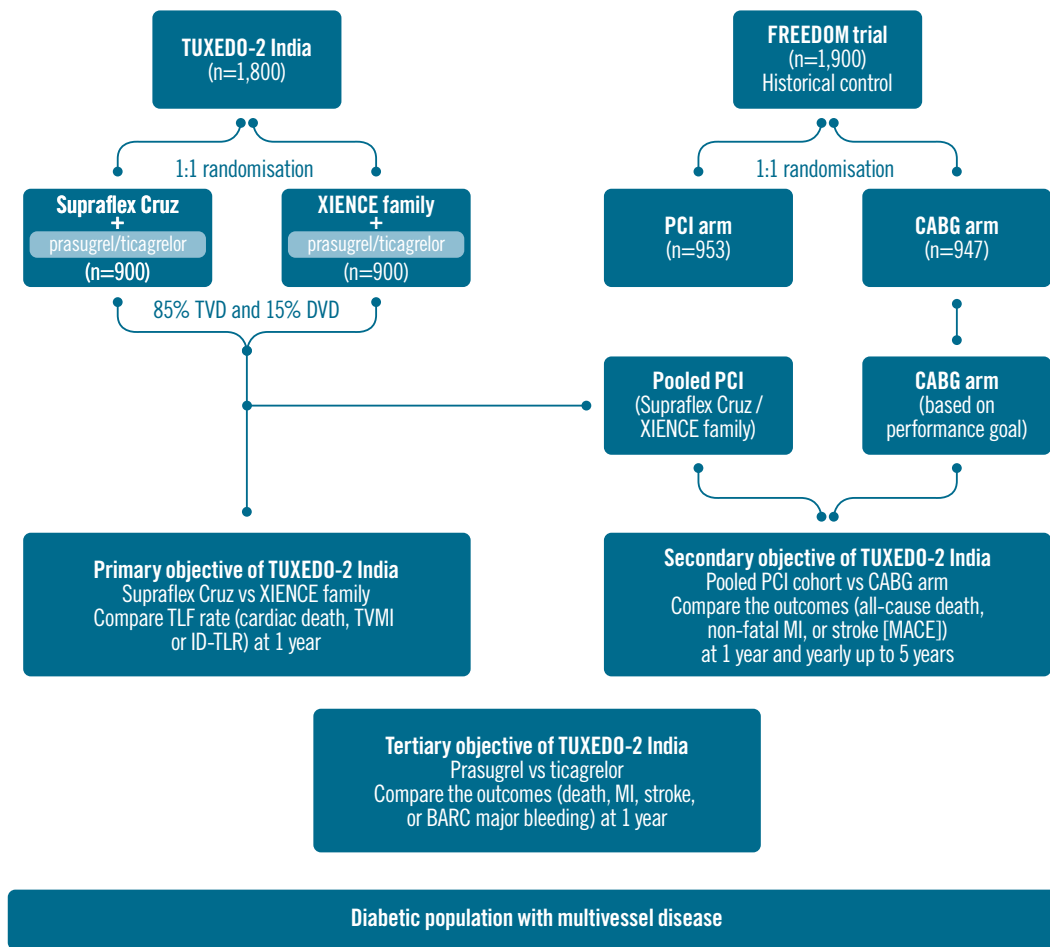 TUXEDO-2 India
(n=1,800)
FREEDOM trial
(n=1,900)
Historical control
1:1 randomisation
1:1 randomisation
Supraflex Cruz
+
prasugrel/ticagrelor
(n=900)
XIENCE family
+
prasugrel/ticagrelor
(n=900)
PCI arm
(n=953)
CABG arm
(n=947)
85% TVD and 15% DVD
Pooled PCI
(Supraflex Cruz /
XIENCE family)
CABG arm
(based on
performance goal)
Primary objective of TUXEDO-2 India
Supraflex Cruz vs XIENCE family
Compare TLF rate (cardiac death, TVMI
or ID-TLR) at 1 year
Secondary objective of TUXEDO-2 India
Pooled PCI cohort vs CABG arm
Compare the outcomes (all-cause death,
non-fatal MI, or stroke [MACE])
at 1 year and yearly up to 5 years
Tertiary objective of TUXEDO-2 India
Prasugrel vs ticagrelor
Compare the outcomes (death, MI, stroke,
or BARC major bleeding) at 1 year
Diabetic population with multivessel disease